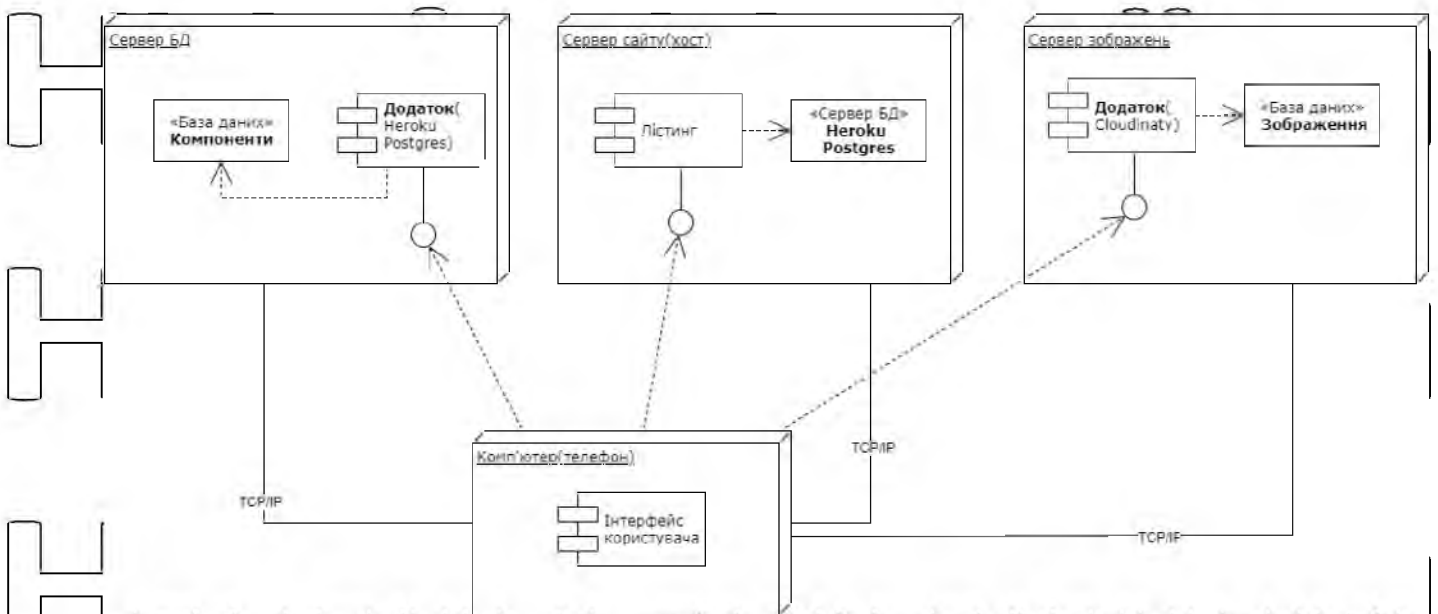 Сервер БД
«База даних»
Компоненти
Додаток(
Heroku
Postgres)
Сервер сайту(хост)
Лістинг
«Сервер БД»
Heroku
Postgres
Сервер зображень
Додаток(
Cloudinaty)
«База даних»
Зображення
TCP/IP
Комп'ютер(телефон)
Інтерфейс
користувача
TCP/IP
TCP/IP